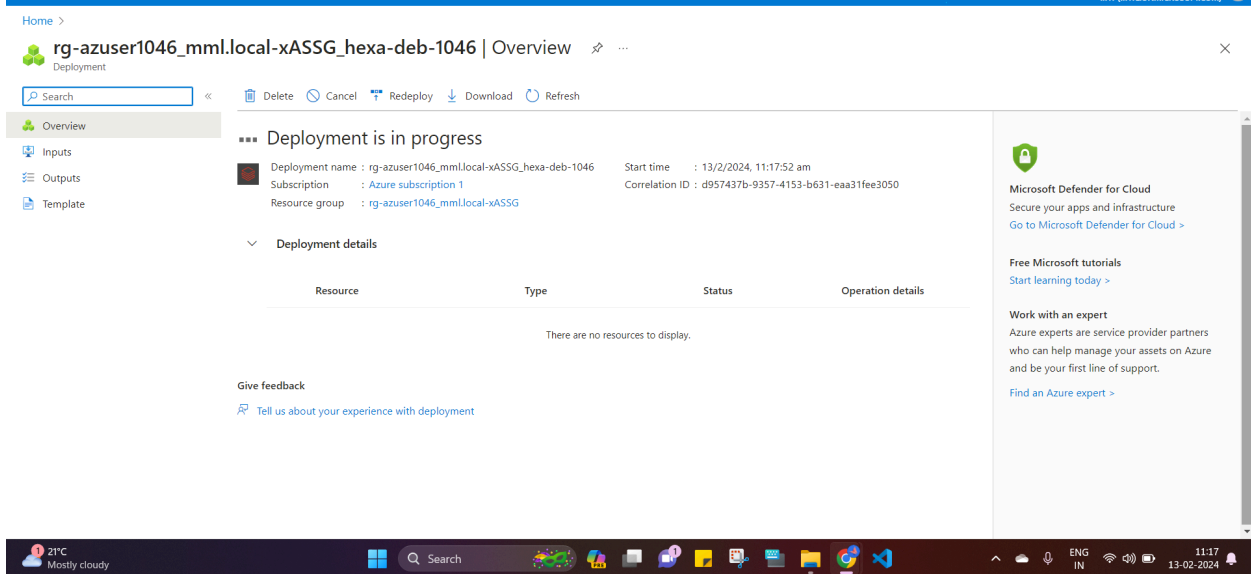 Home >
rg-azuser1046_mml.local-xASSG_hexa-deb-1046 | Overview
Deployment
Search
Delete Cancel Redeploy Download Refresh
Overview
Inputs
Outputs
Template
Deployment is in progress
Deployment name : rg-azuser1046_mml.local-xASSG_hexa-deb-1046
Subscription : Azure subscription 1
Resource group : rg-azuser1046_mml.local-xASSG
Start time : 13/2/2024, 11:17:52 am
Correlation ID : d957437b-9357-4153-b631-eaa31fee3050
Deployment details
Resource Type Status Operation details
There are no resources to display.
Give feedback
Tell us about your experience with deployment
Microsoft Defender for Cloud
Secure your apps and infrastructure
Go to Microsoft Defender for Cloud >
Free Microsoft tutorials
Start learning today >
Work with an expert
Azure experts are service provider partners
who can help manage your assets on Azure
and be your first line of support.
Find an Azure expert >
1
21°C
Mostly cloudy
Search
PRE
1
ENG
IN
11:17
13-02-2024